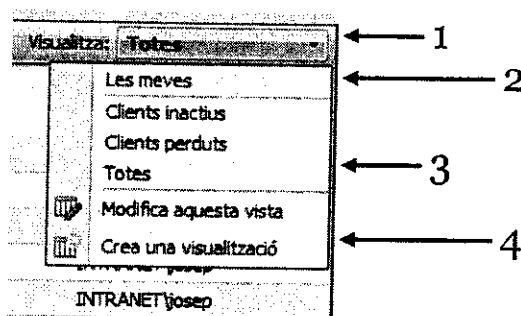 Visualitza: Totes
1
Les meves
2
Clients inactius
Clients perduts
Totes
3
Modifica aquesta vista
Crea una visualització
4
INTRANET\josep
INTRANET\josep